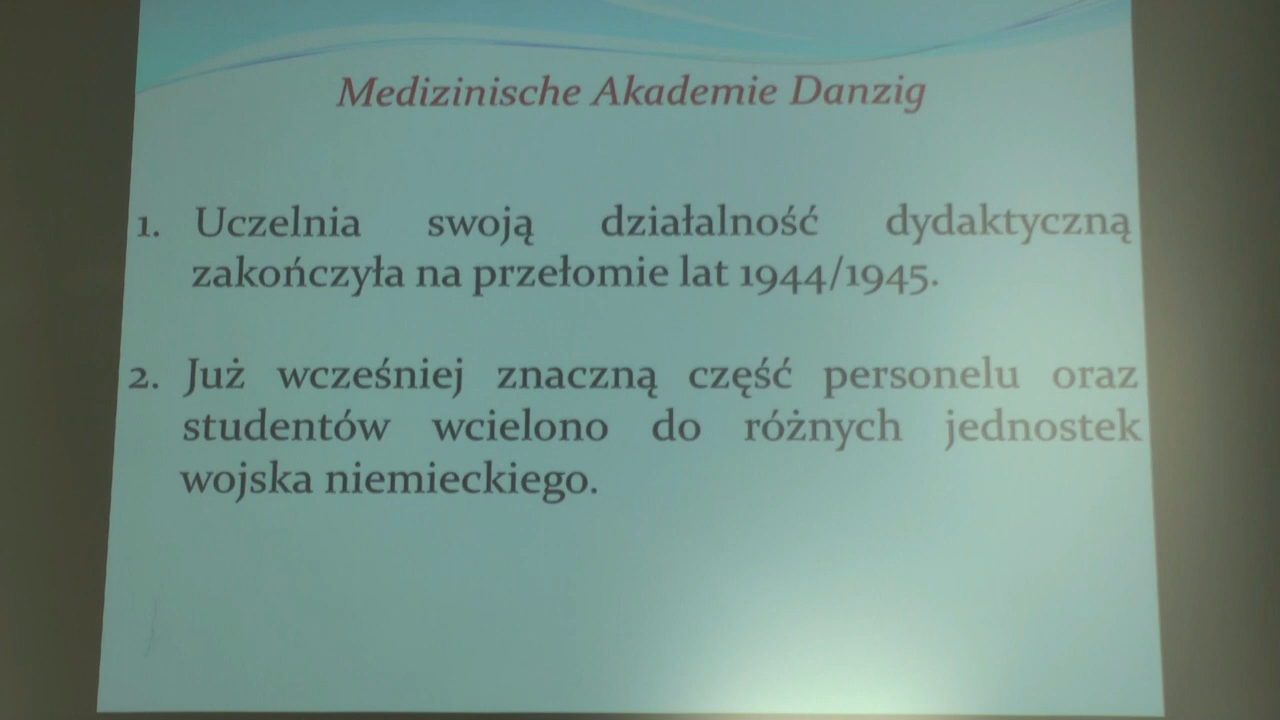 Medizinische Akademie Danzig
1. Uczelnia swoją działalność dydaktyczną
zakończyła na przełomie lat 1944/1945.
2. Już wcześniej znaczną część personelu oraz
studentów wcielono do różnych jednostek
wojska niemieckiego.